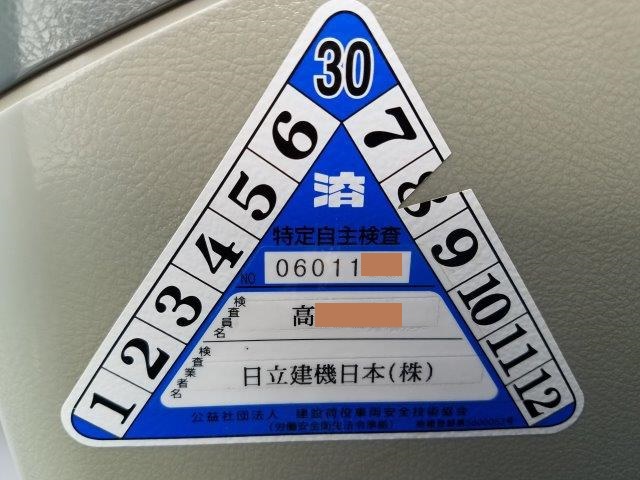 30
1 2 3 4 5 6
7 8 9 10 11 12
済
特定自主検査
NO 06011
検査員名 高
検査業者名 日立建機日本(株)
公益社団法人 建設荷役車両安全技術協会
(労働安全衛生法令準拠)